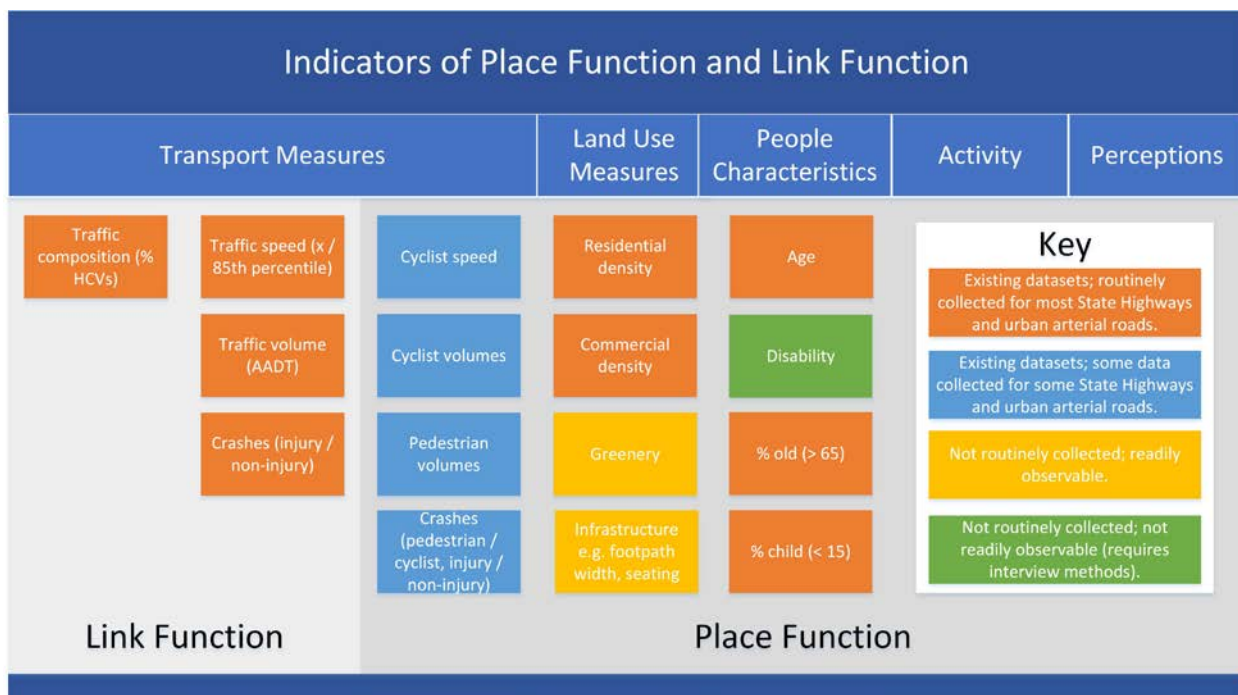 Indicators of Place Function and Link Function
Transport Measures
Land Use
Measures
People
Characteristics
Activity
Perceptions
Traffic
composition (%
HCVs)
Traffic speed (x /
85th percentile)
Cyclist speed
Residential
density
Age
Traffic volume
(AADT)
Cyclist volumes
Commercial
density
Disability
Crashes (injury /
non-injury)
Pedestrian
volumes
Greenery
% old (> 65)
Crashes
(pedestrian /
cyclist, injury /
non-injury)
Infrastructure
e.g. footpath
width, seating
% child (< 15)
Key
Existing datasets; routinely
collected for most State Highways
and urban arterial roads.
Existing datasets; some data
collected for some State Highways
and urban arterial roads.
Not routinely collected; readily
observable.
Not routinely collected; not
readily observable (requires
interview methods).
Link Function
Place Function